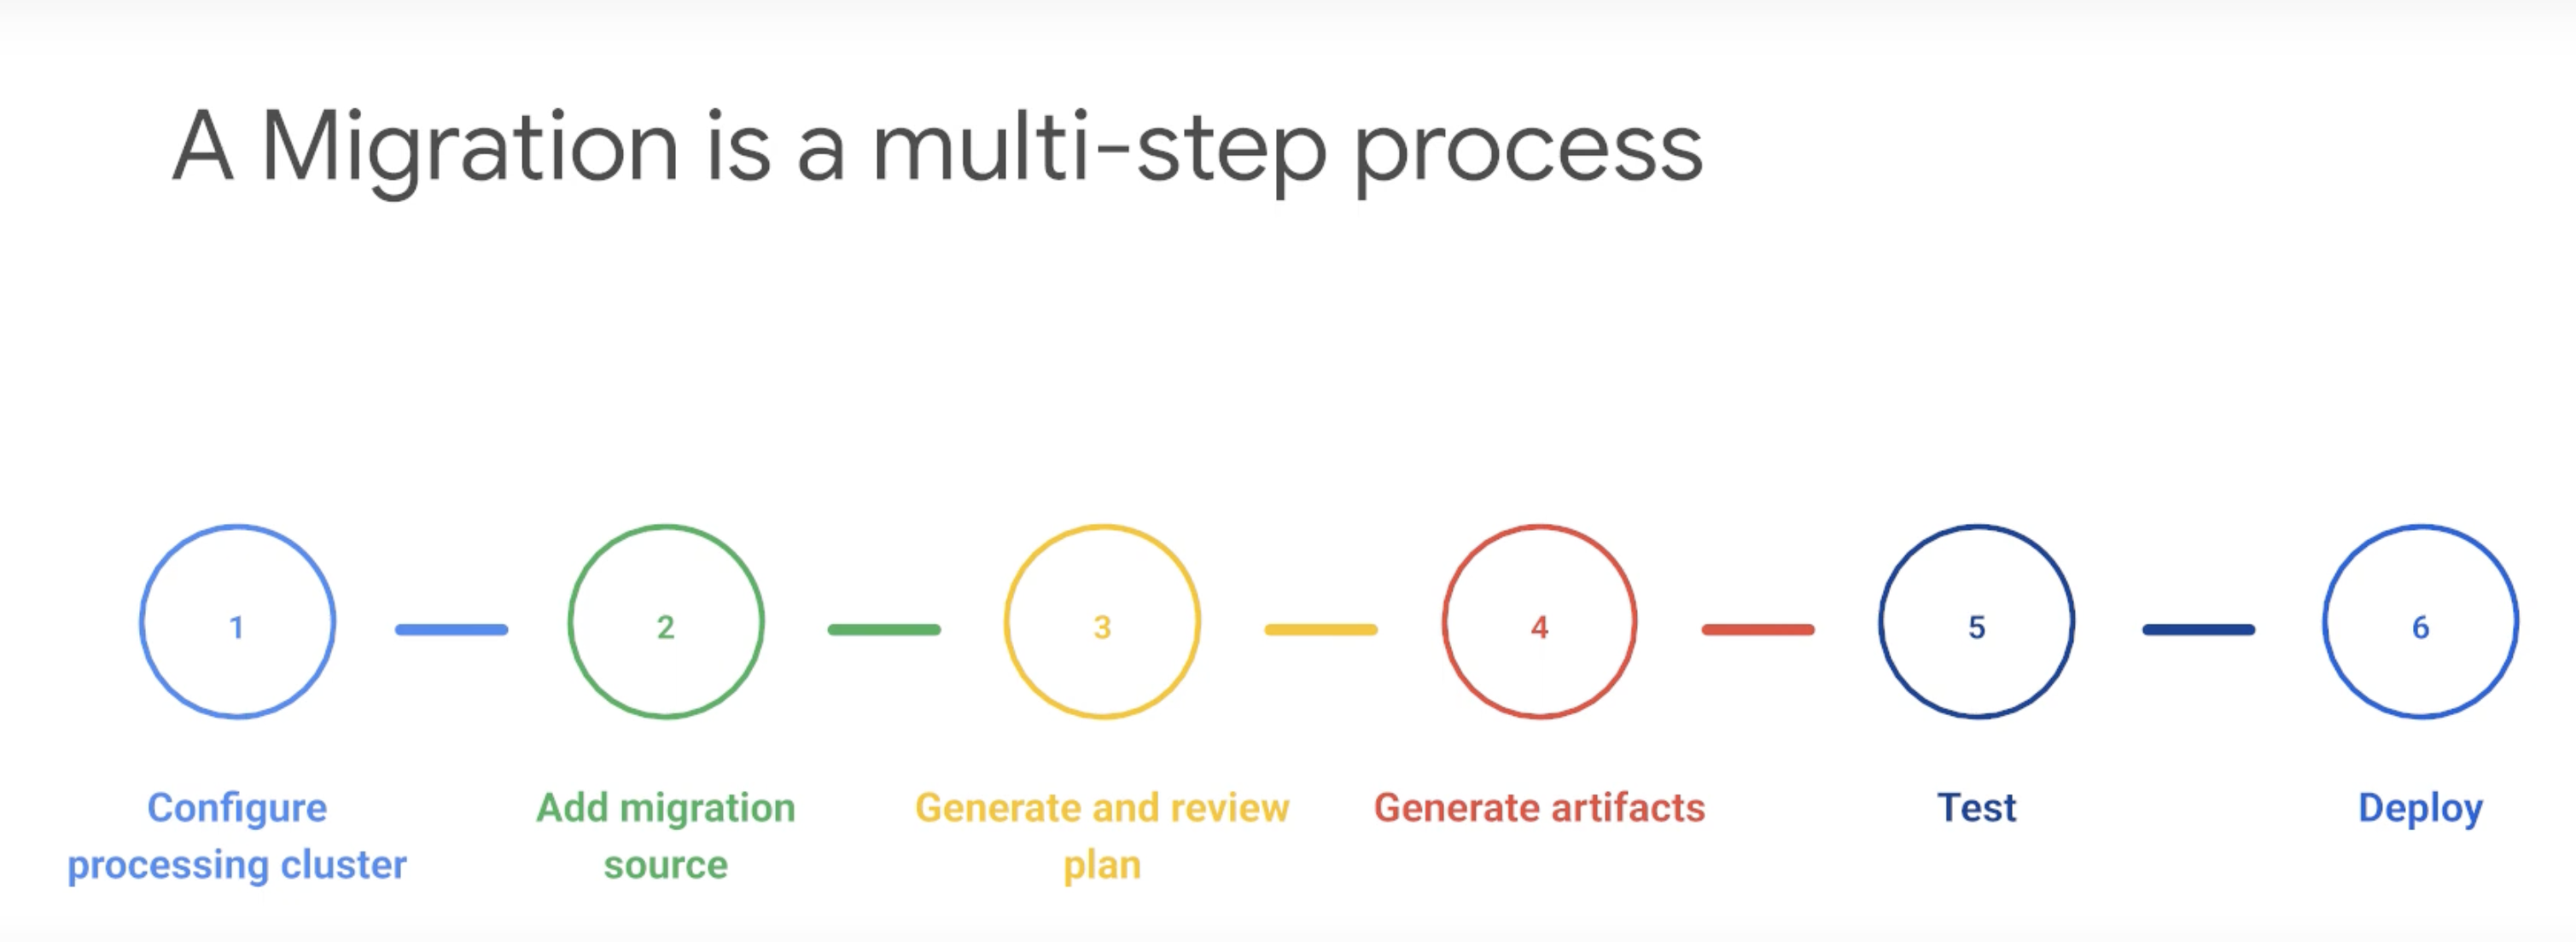 A Migration is a multi-step process
1
2
3
4
5
6
Configure
processing cluster
Add migration
source
Generate and review
plan
Generate artifacts
Test
Deploy